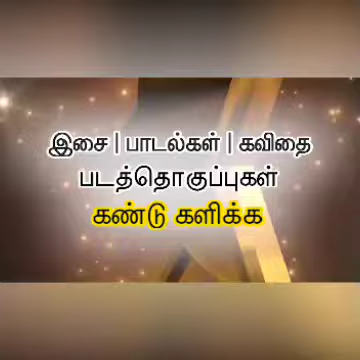 இசை | பாடல்கள் | கவிதை
படத்தொகுப்புகள்
கண்டு களிக்க